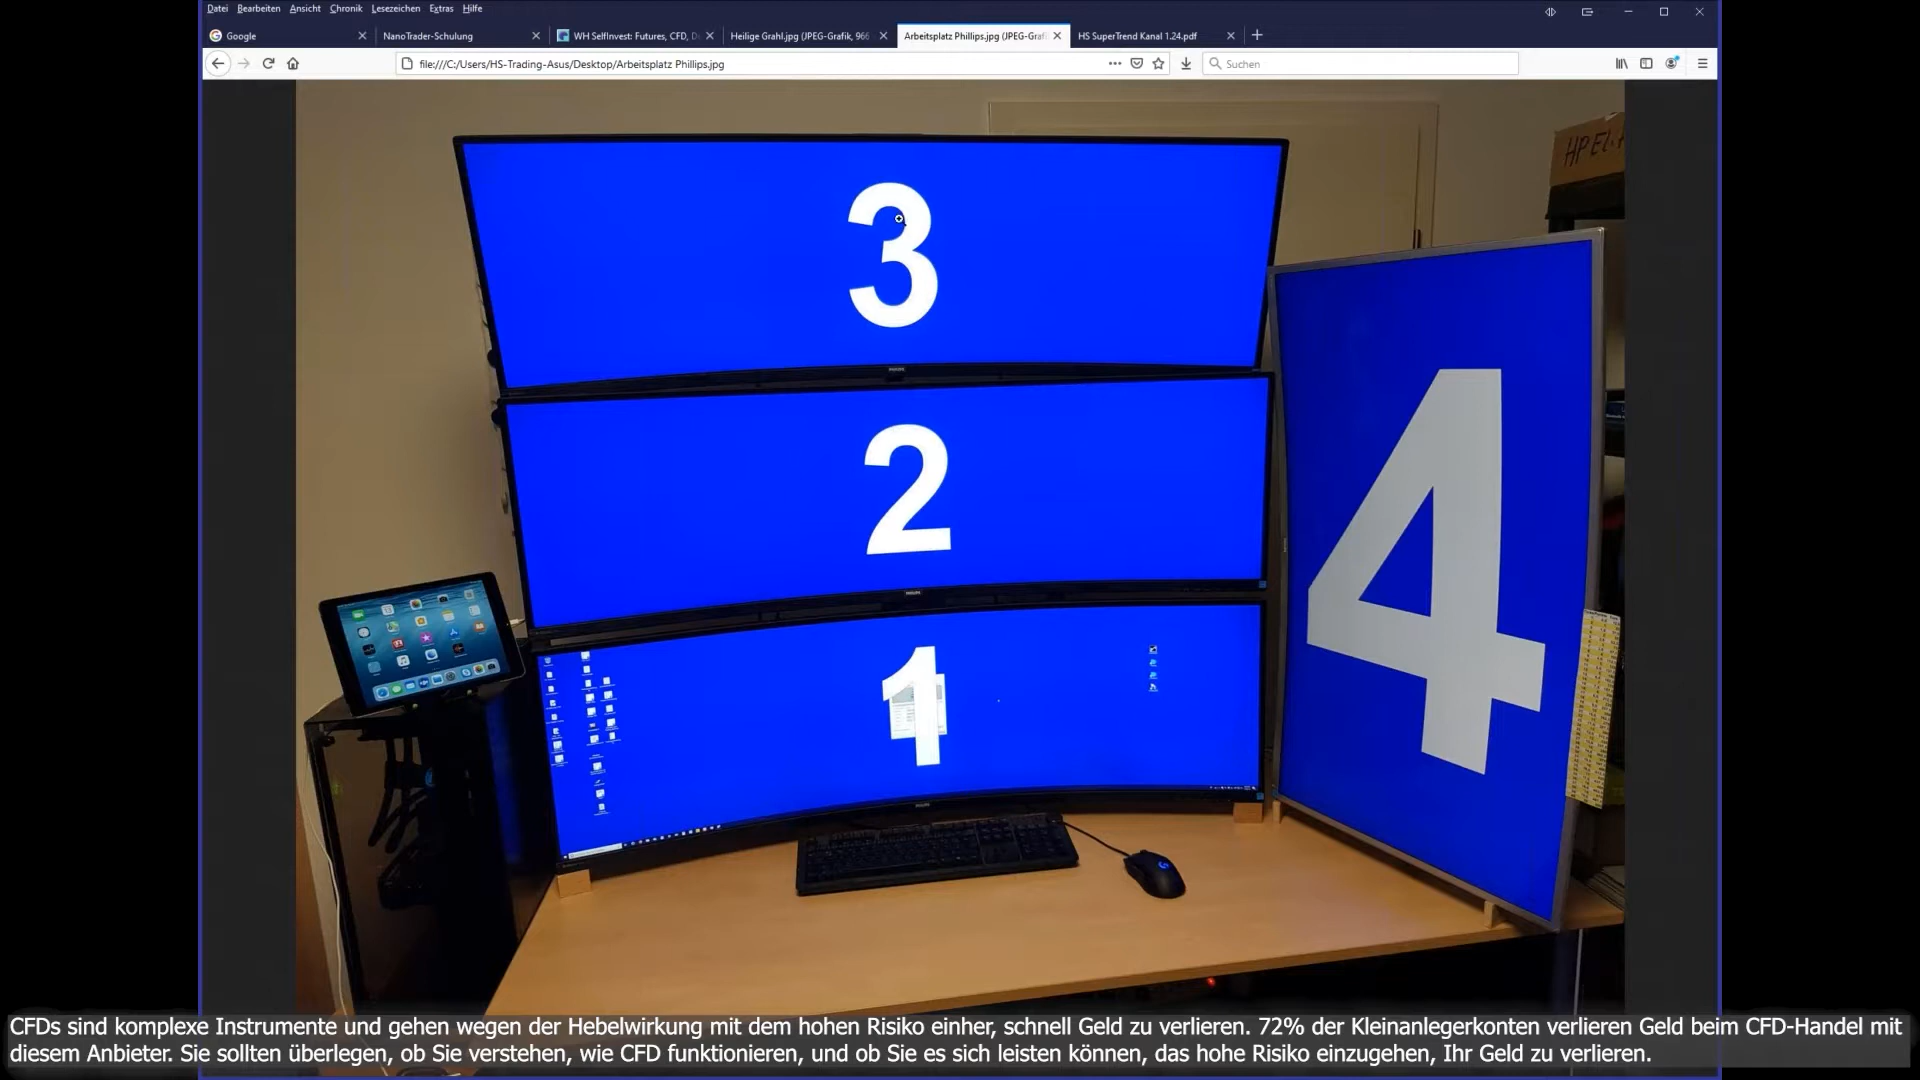 Datei Bearbeiten Ansicht Chronik Lesezeichen Extras Hilfe
Google NanoTrader-Schulung WH SelfInvest: Futures, CFD, D Heilige Grahl.jpg (JPEG-Grafik, 966 Arbeitsplatz Phillips.jpg (JPEG-Grafi HS SuperTrend Kanal 1.24.pdf
file:///C:/Users/HS-Trading-Asus/Desktop/Arbeitsplatz Phillips.jpg Suchen
HP
3
2
4
1
CFDs sind komplexe Instrumente und gehen wegen der Hebelwirkung mit dem hohen Risiko einher, schnell Geld zu verlieren. 72% der Kleinanlegerkonten verlieren Geld beim CFD-Handel mit
diesem Anbieter. Sie sollten überlegen, ob Sie verstehen, wie CFD funktionieren, und ob Sie es sich leisten können, das hohe Risiko einzugehen, Ihr Geld zu verlieren.